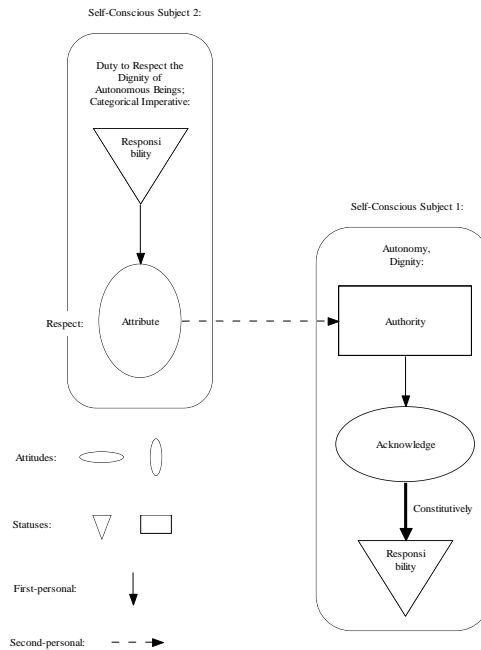 Self-Conscious Subject 2:
Duty to Respect the
Dignity of
Autonomous Beings;
Categorical Imperative:
Responsi
bility
Respect:
Attribute
Self-Conscious Subject 1:
Autonomy,
Dignity:
Authority
Acknowledge
Constitutively
Responsi
bility
Attitudes:
Statuses:
First-personal:
Second-personal: